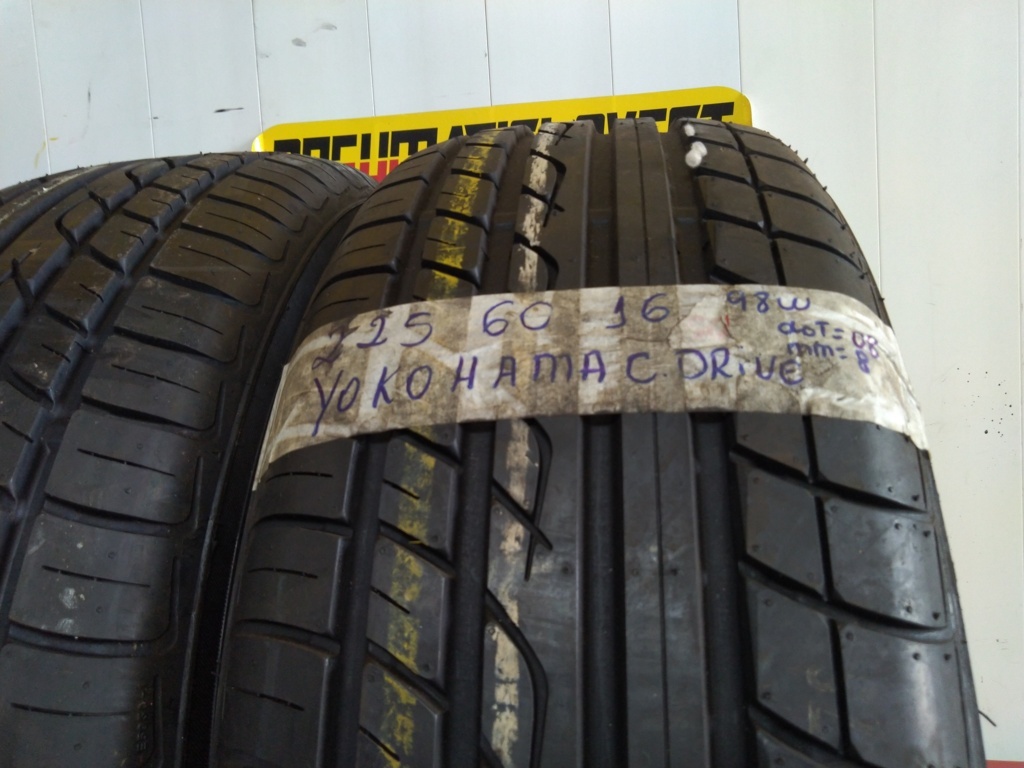 225 60 16 98W
DOT= 08
mm= 8
YOKOHAMA C.DRiVE